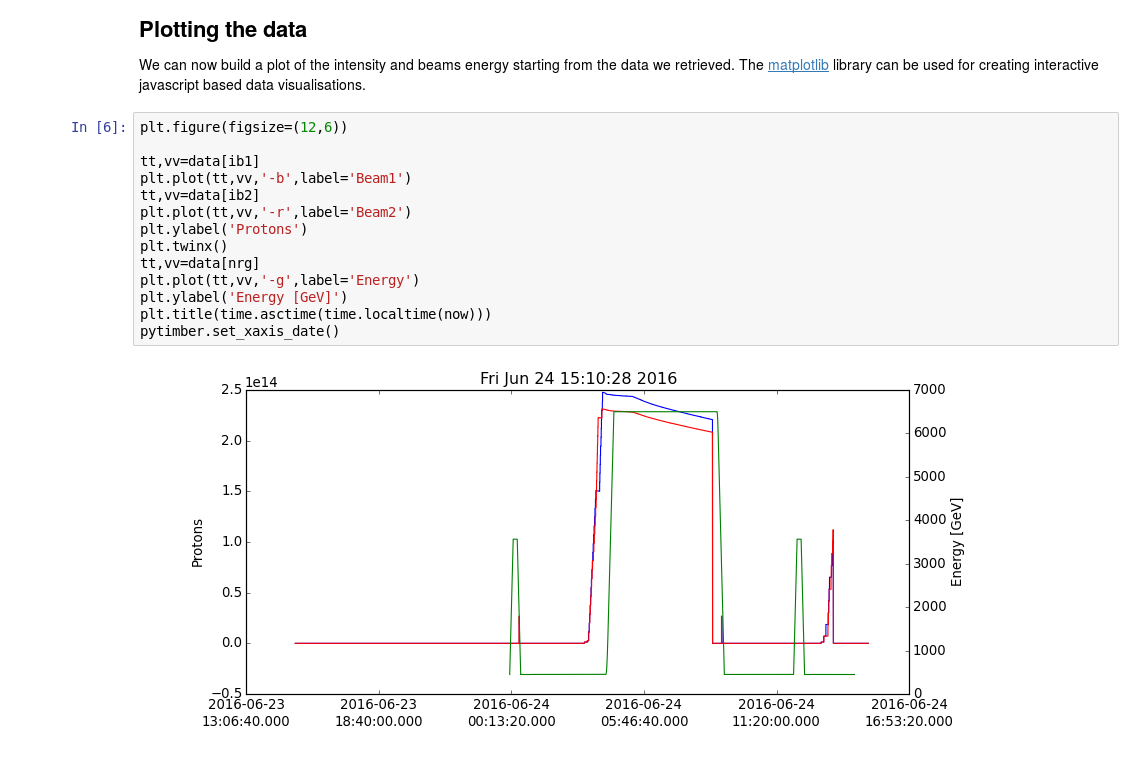 Plotting the data
We can now build a plot of the intensity and beams energy starting from the data we retrieved. The matplotlib library can be used for creating interactive
javascript based data visualisations.
In [6]:
plt.figure(figsize=(12,6))
tt,vv=data[ib1]
plt.plot(tt,vv,'-b',label='Beam1')
tt,vv=data[ib2]
plt.plot(tt,vv,'-r',label='Beam2')
plt.ylabel('Protons')
plt.twinx()
tt,vv=data[nrg]
plt.plot(tt,vv,'-g',label='Energy')
plt.ylabel('Energy [GeV]')
plt.title(time.asctime(time.localtime(now)))
pytimber.set_xaxis_date()
Fri Jun 24 15:10:28 2016
1e14
2.5
2.0
1.5
1.0
0.5
0.0
−0.5
Protons
7000
6000
5000
4000
3000
2000
1000
0
Energy [GeV]
2016-06-23 2016-06-23 2016-06-24 2016-06-24 2016-06-24 2016-06-24
13:06:40.000 18:40:00.000 00:13:20.000 05:46:40.000 11:20:00.000 16:53:20.000